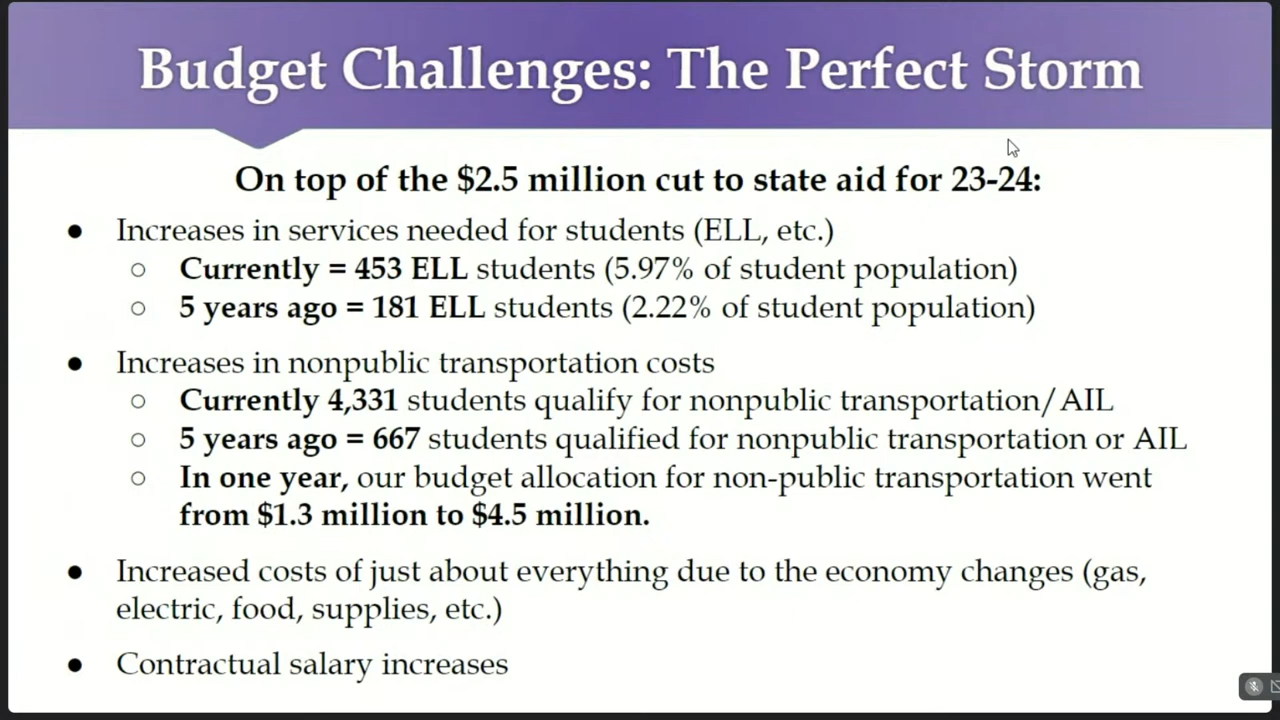 Budget Challenges: The Perfect Storm
On top of the $2.5 million cut to state aid for 23-24:
● Increases in services needed for students (ELL, etc.)
○ Currently = 453 ELL students (5.97% of student population)
○ 5 years ago = 181 ELL students (2.22% of student population)
● Increases in nonpublic transportation costs
○ Currently 4,331 students qualify for nonpublic transportation/AIL
○ 5 years ago = 667 students qualified for nonpublic transportation or AIL
○ In one year, our budget allocation for non-public transportation went
from $1.3 million to $4.5 million.
● Increased costs of just about everything due to the economy changes (gas,
electric, food, supplies, etc.)
● Contractual salary increases